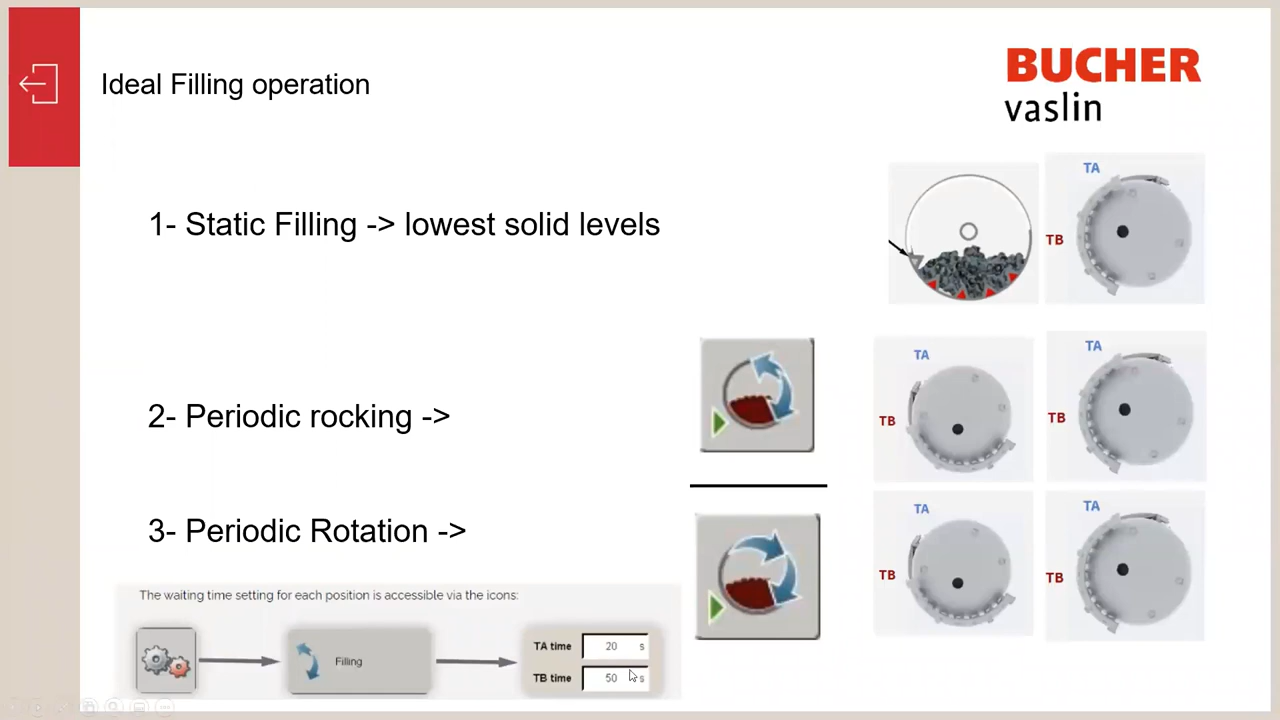 Ideal Filling operation
BUCHER
vaslin
1- Static Filling -> lowest solid levels
TA
TB
2- Periodic rocking ->
TA
TB
TA
TB
3- Periodic Rotation ->
TA
TB
TA
TB
The waiting time setting for each position is accessible via the icons:
Filling
TA time 20 s
TB time 50 s